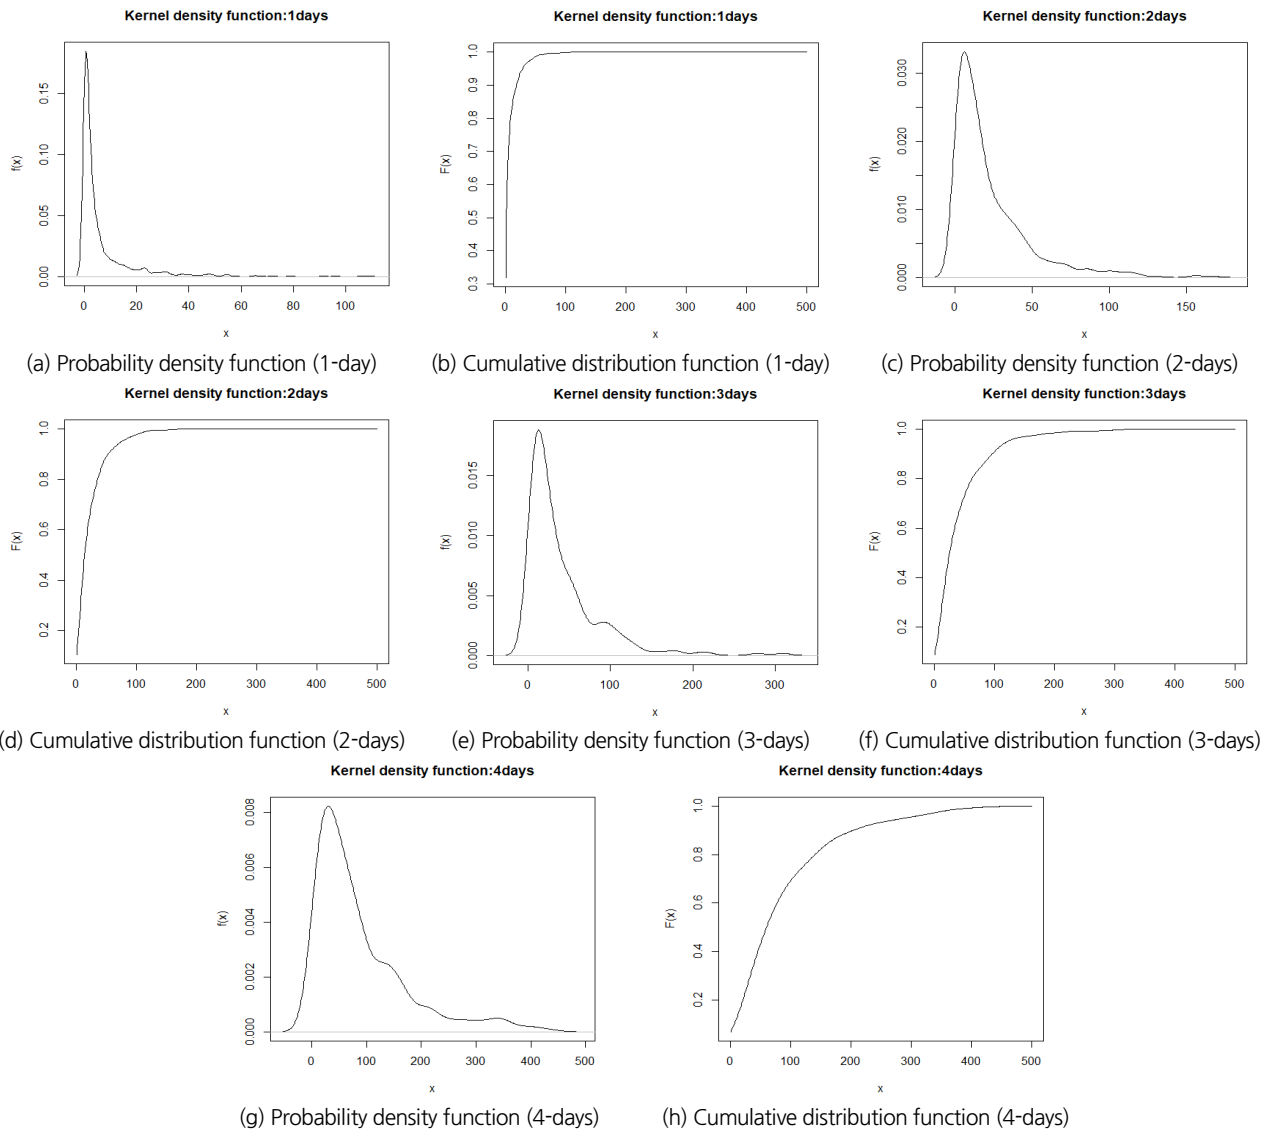 Kernel density function:1days
f(x)
0.00 0.05 0.10 0.15
0 20 40 60 80 100
x
(a) Probability density function (1-day)
Kernel density function:1days
F(x)
0.3 0.4 0.5 0.6 0.7 0.8 0.9 1.0
0 100 200 300 400 500
x
(b) Cumulative distribution function (1-day)
Kernel density function:2days
f(x)
0.000 0.010 0.020 0.030
0 50 100 150
x
(c) Probability density function (2-days)
Kernel density function:2days
F(x)
0.2 0.4 0.6 0.8 1.0
0 100 200 300 400 500
x
(d) Cumulative distribution function (2-days)
Kernel density function:3days
f(x)
0.000 0.005 0.010 0.015
0 100 200 300
x
(e) Probability density function (3-days)
Kernel density function:3days
F(x)
0.2 0.4 0.6 0.8 1.0
0 100 200 300 400 500
x
(f) Cumulative distribution function (3-days)
Kernel density function:4days
f(x)
0.000 0.002 0.004 0.006 0.008
0 100 200 300 400 500
x
(g) Probability density function (4-days)
Kernel density function:4days
F(x)
0.2 0.4 0.6 0.8 1.0
0 100 200 300 400 500
x
(h) Cumulative distribution function (4-days)